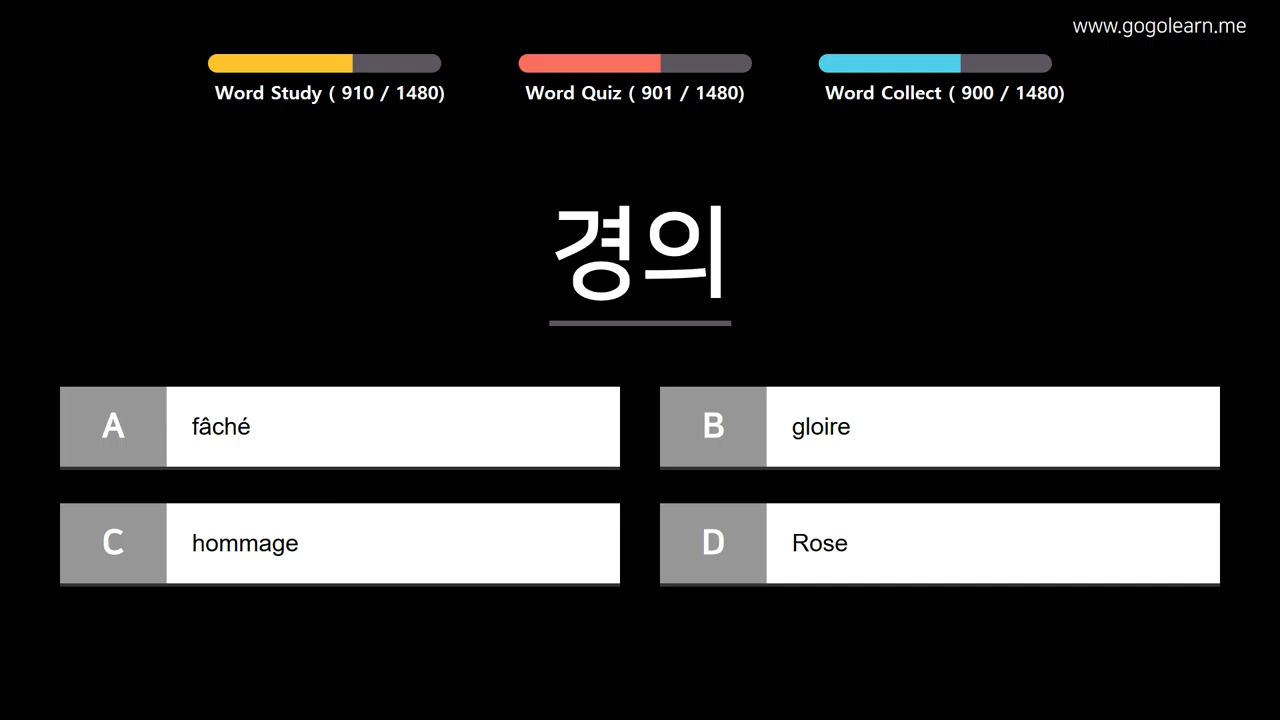 www.gogolearn.me
Word Study ( 910 / 1480)
Word Quiz ( 901 / 1480)
Word Collect ( 900 / 1480)
경의
A fâché
B gloire
C hommage
D Rose